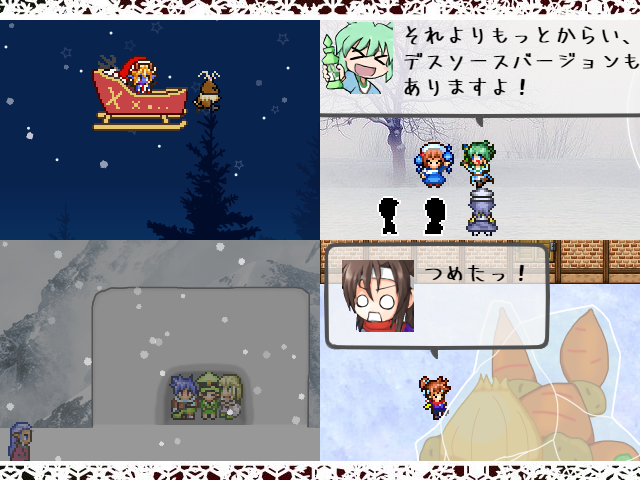 それよりもっとからい、
デスソースバージョンも
ありますよ！
つめたっ！